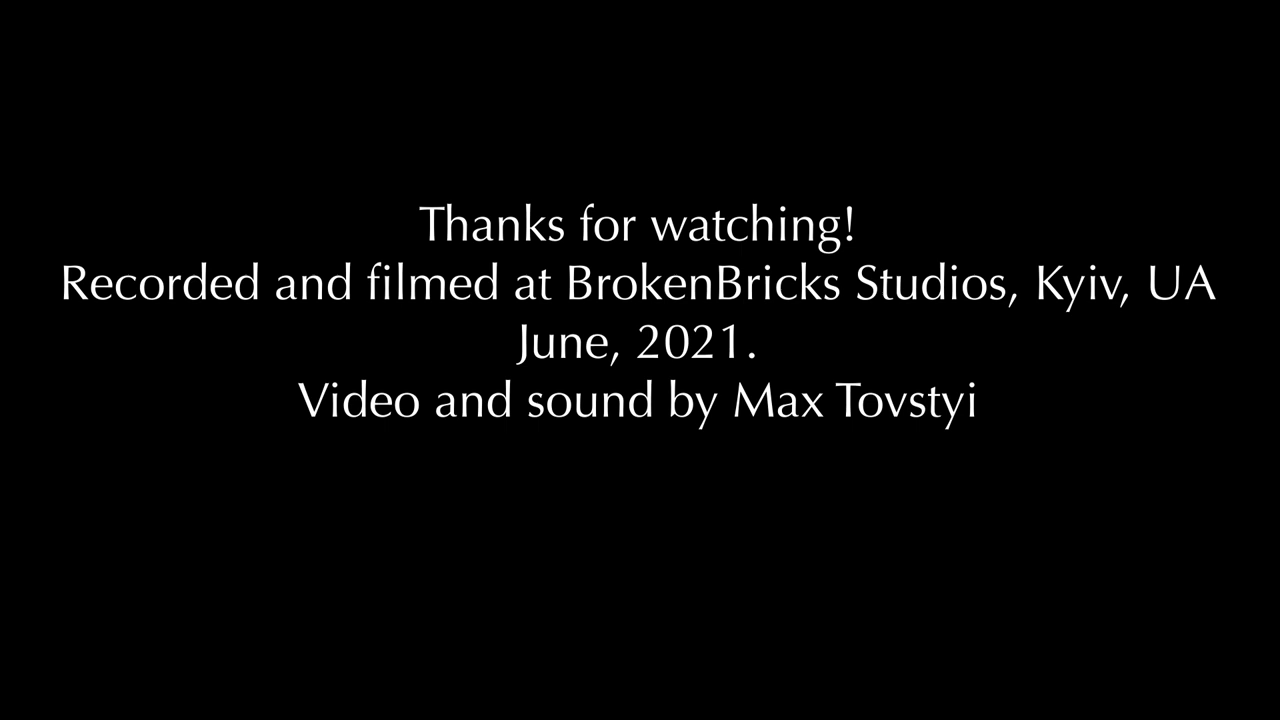 Thanks for watching!
Recorded and filmed at BrokenBricks Studios, Kyiv, UA
June, 2021.
Video and sound by Max Tovstyi